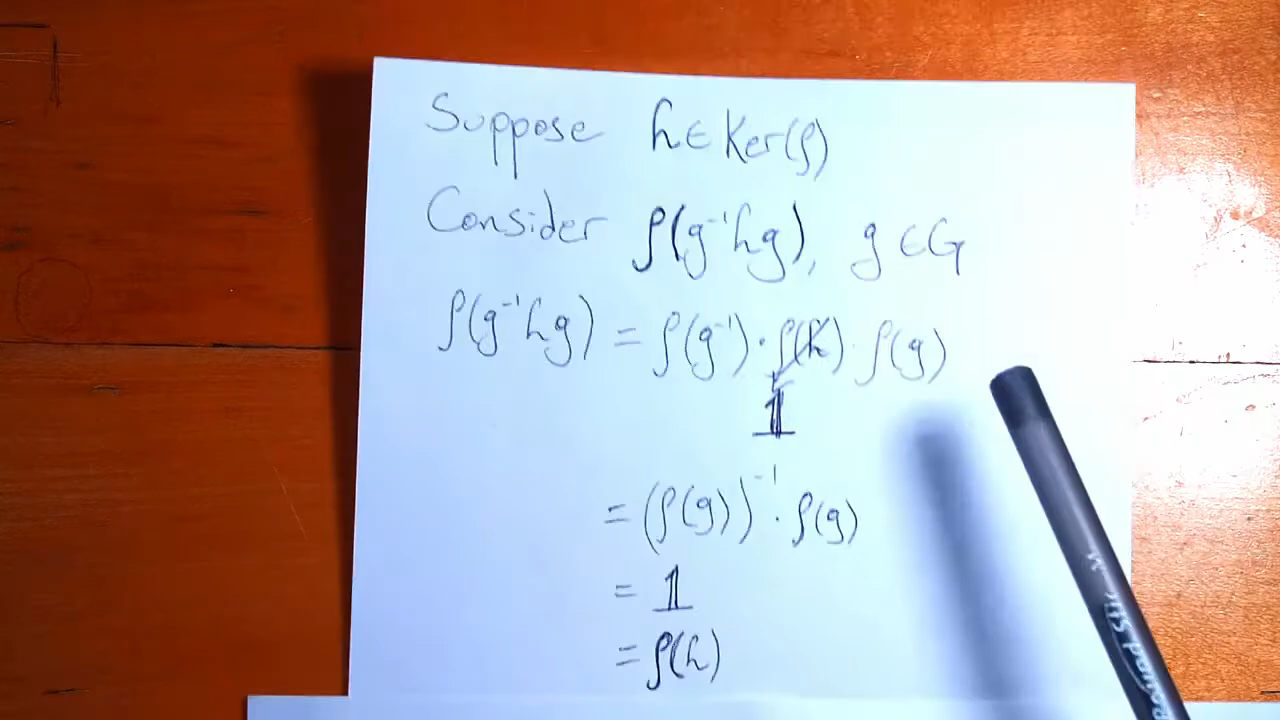 Suppose h∈Ker(ρ)
Consider ρ(g⁻¹hg), g∈G
ρ(g⁻¹hg) = ρ(g⁻¹)·ρ(h)·ρ(g)
𝟙
= (ρ(g))⁻¹·ρ(g)
= 𝟙
= ρ(h)